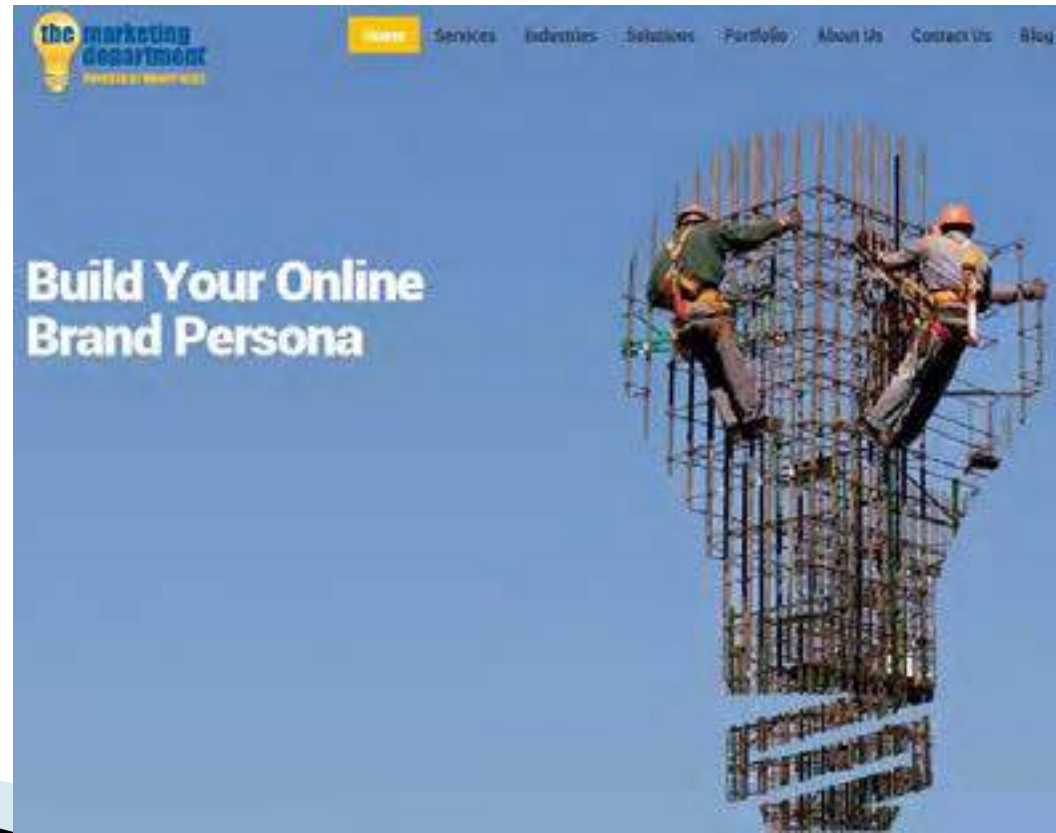 the marketing
department
Home Services Industries Solutions Portfolio About Us Contact Us Blog
Build Your Online
Brand Persona